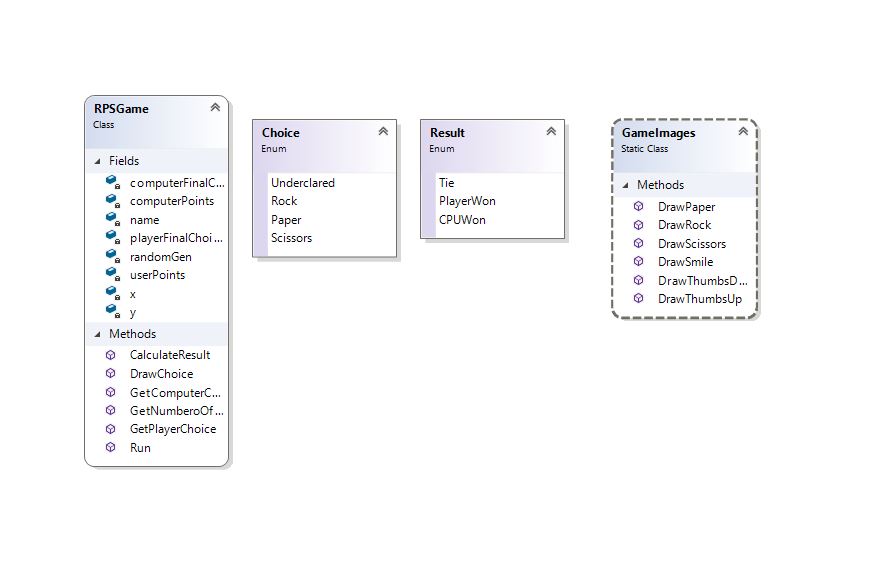 RPSGame
Class
Fields
computerFinalC...
computerPoints
name
playerFinalChoi...
randomGen
userPoints
x
y
Methods
CalculateResult
DrawChoice
GetComputerC...
GetNumberoOf...
GetPlayerChoice
Run
Choice
Enum
Underclared
Rock
Paper
Scissors
Result
Enum
Tie
PlayerWon
CPUWon
GameImages
Static Class
Methods
DrawPaper
DrawRock
DrawScissors
DrawSmile
DrawThumbsD...
DrawThumbsUp